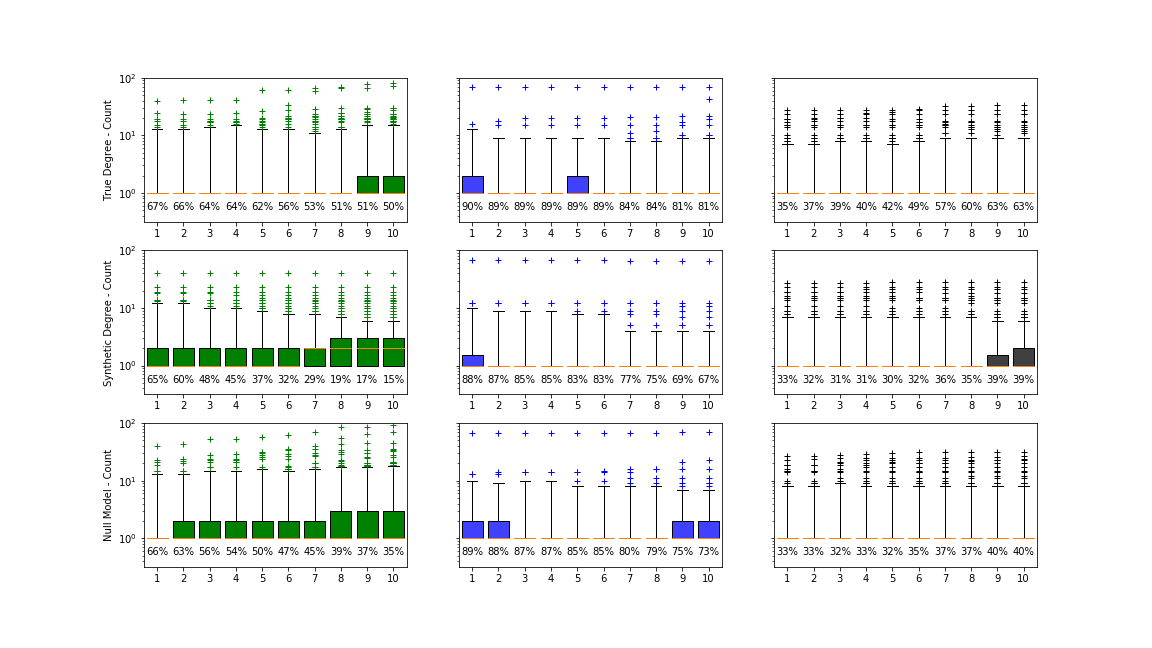 True Degree - Count
10² 10¹ 10⁰
67% 66% 64% 64% 62% 56% 53% 51% 51% 50%
1 2 3 4 5 6 7 8 9 10
90% 89% 89% 89% 89% 89% 84% 84% 81% 81%
1 2 3 4 5 6 7 8 9 10
35% 37% 39% 40% 42% 49% 57% 60% 63% 63%
1 2 3 4 5 6 7 8 9 10
Synthetic Degree - Count
10² 10¹ 10⁰
65% 60% 48% 45% 37% 32% 29% 19% 17% 15%
1 2 3 4 5 6 7 8 9 10
88% 87% 85% 85% 83% 83% 77% 75% 69% 67%
1 2 3 4 5 6 7 8 9 10
33% 32% 31% 31% 30% 32% 36% 35% 39% 39%
1 2 3 4 5 6 7 8 9 10
Null Model - Count
10² 10¹ 10⁰
66% 63% 56% 54% 50% 47% 45% 39% 37% 35%
1 2 3 4 5 6 7 8 9 10
89% 88% 87% 87% 85% 85% 80% 79% 75% 73%
1 2 3 4 5 6 7 8 9 10
33% 33% 32% 33% 32% 35% 37% 37% 40% 40%
1 2 3 4 5 6 7 8 9 10